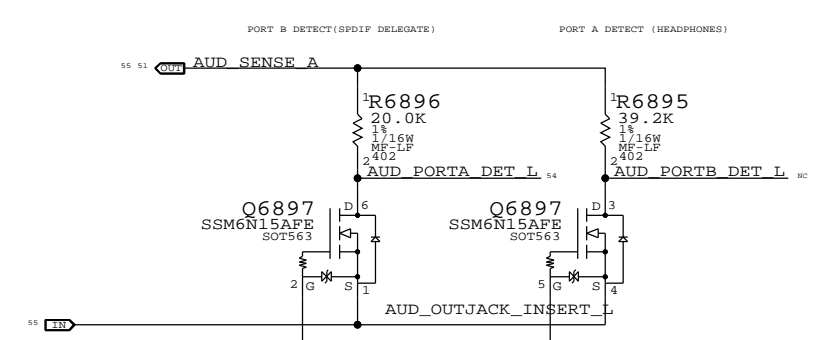 PORT B DETECT(SPDIF DELEGATE)
PORT A DETECT (HEADPHONES)
55 51 OUT AUD_SENSE_A
1 R6896
20.0K
1%
1/16W
MF-LF
2 402
1 R6895
39.2K
1%
1/16W
MF-LF
2 402
AUD_PORTA_DET_L 54
AUD_PORTB_DET_L NC
Q6897
SSM6N15AFE
SOT563
D 6
2 G S 1
Q6897
SSM6N15AFE
SOT563
D 3
5 G S 4
AUD_OUTJACK_INSERT_L
55 IN